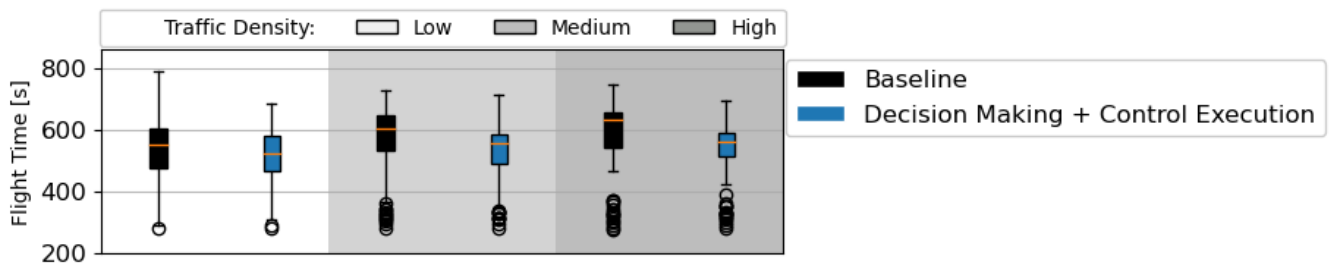 Traffic Density: Low Medium High
Flight Time [s]
800
600
400
200
Baseline
Decision Making + Control Execution